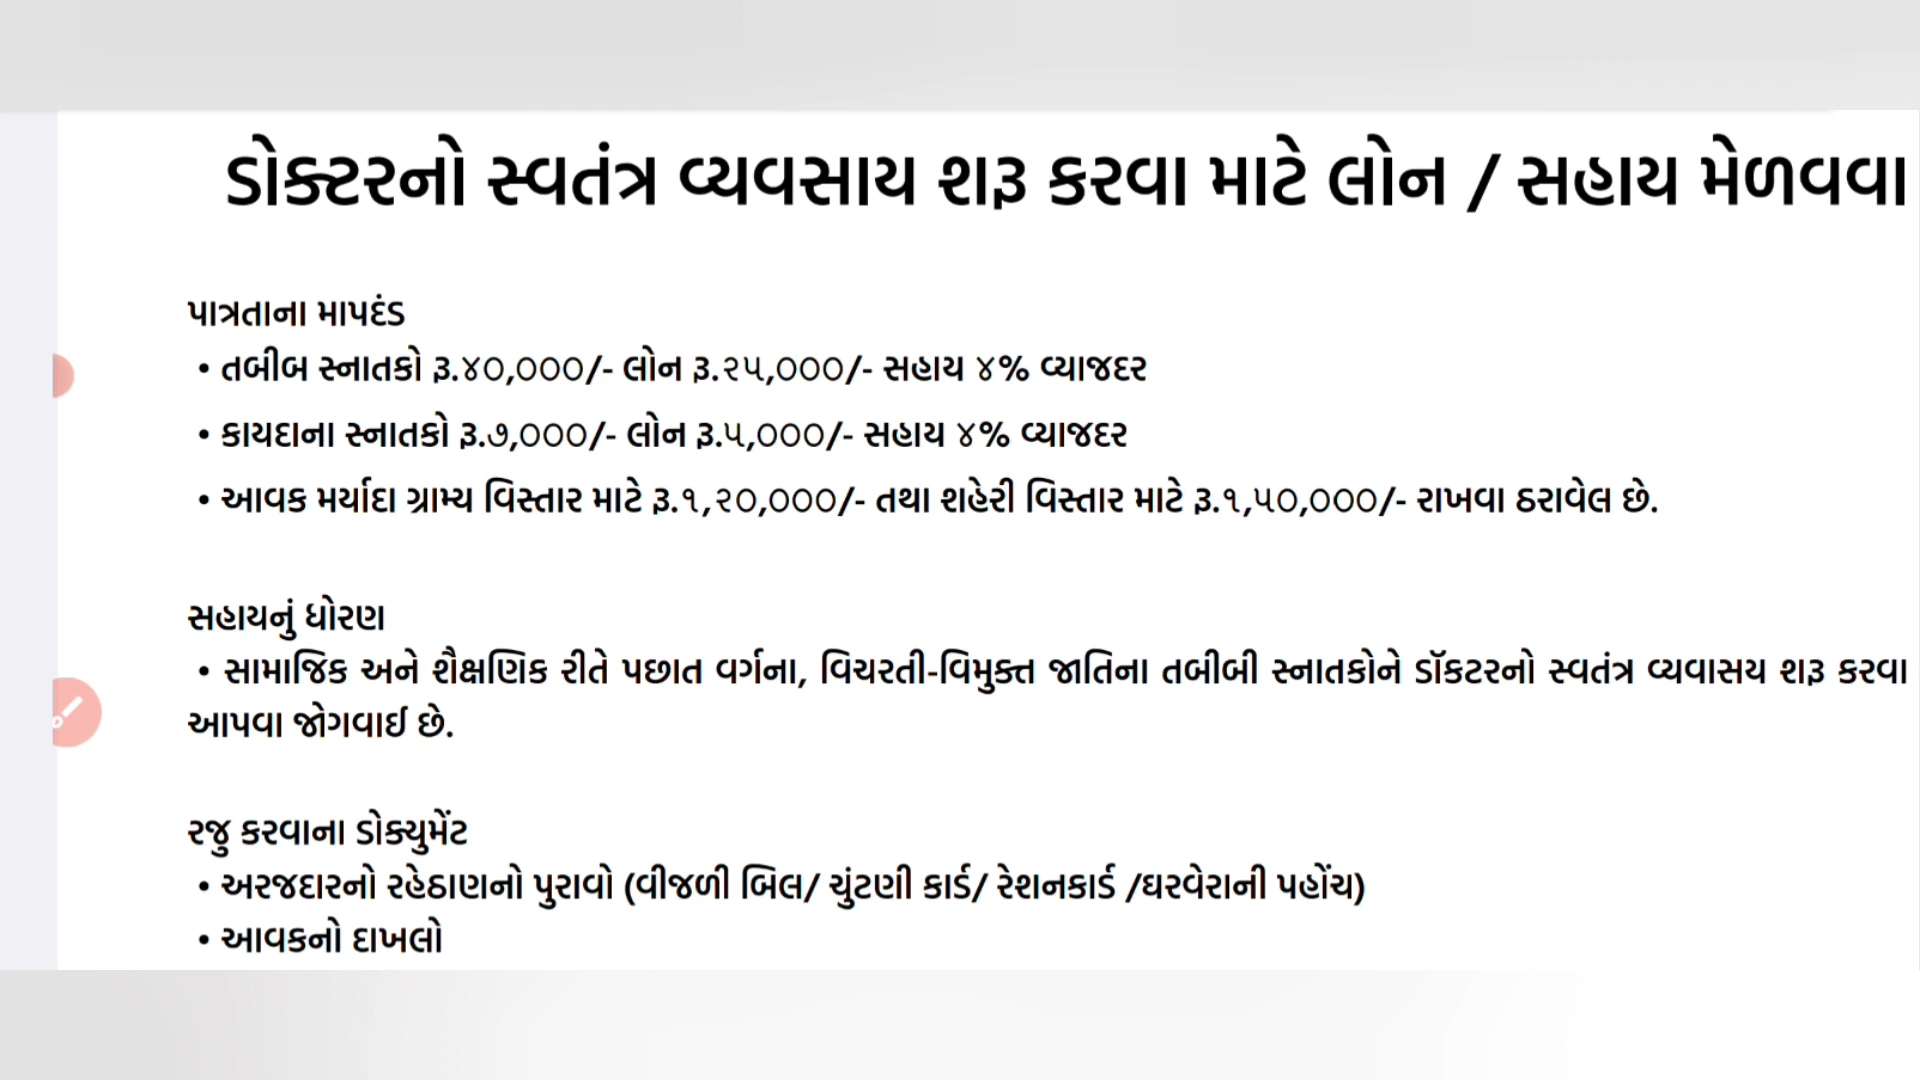 ડોક્ટરનો સ્વતંત્ર વ્યવસાય શરૂ કરવા માટે લોન / સહાય મેળવવા
પાત્રતાના માપદંડ
• તબીબ સ્નાતકો રૂ.૪૦,૦૦૦/- લોન રૂ.૨૫,૦૦૦/- સહાય ૪% વ્યાજદર
• કાયદાના સ્નાતકો રૂ.૭,૦૦૦/- લોન રૂ.૫,૦૦૦/- સહાય ૪% વ્યાજદર
• આવક મર્યાદા ગ્રામ્ય વિસ્તાર માટે રૂ.૧,૨૦,૦૦૦/- તથા શહેરી વિસ્તાર માટે રૂ.૧,૫૦,૦૦૦/- રાખવા ઠરાવેલ છે.
સહાયનું ધોરણ
• સામાજિક અને શૈક્ષણિક રીતે પછાત વર્ગના, વિચરતી-વિમુક્ત જાતિના તબીબી સ્નાતકોને ડૉકટરનો સ્વતંત્ર વ્યવાસય શરૂ કરવા
આપવા જોગવાઈ છે.
રજુ કરવાના ડોક્યુમેંટ
• અરજદારનો રહેઠાણનો પુરાવો (વીજળી બિલ/ ચુંટણી કાર્ડ/ રેશનકાર્ડ /ઘરવેરાની પહોંચ)
• આવકનો દાખલો